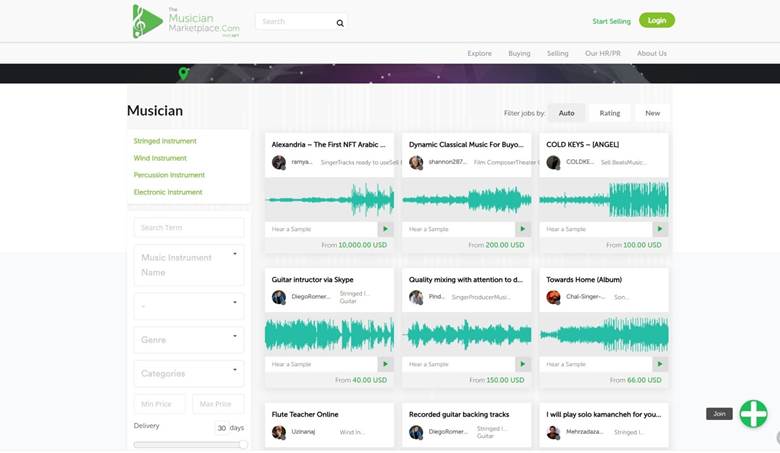 The
Musician
Marketplace.Com
Search
Start Selling
Login
Explore
Buying
Selling
Our HR/PR
About Us
Musician
Filter jobs by:
Auto
Rating
New
Stringed Instrument
Wind Instrument
Percussion Instrument
Electronic Instrument
Search Term
Music Instrument
Name
-
Genre
Categories
Min Price
Max Price
Delivery
30 days
Alexandria – The First NFT Arabic ...
ramya...
SingerTracks ready to useSell
Hear a Sample
From 10,000.00 USD
Dynamic Classical Music For Buyo...
shannon287...
Film ComposerTheater
Hear a Sample
From 200.00 USD
COLD KEYS – [ANGEL]
COLDKE...
Sell BeatsMusic...
Hear a Sample
From 100.00 USD
Guitar intructor via Skype
DiegoRomer...
Stringed I...
Guitar
Hear a Sample
From 40.00 USD
Quality mixing with attention to d...
Pind...
SingerProducerMusi...
Hear a Sample
From 150.00 USD
Towards Home (Album)
Chal-Singer-...
Son...
Hear a Sample
From 66.00 USD
Flute Teacher Online
Uzinanaj
Wind In...
Recorded guitar backing tracks
DiegoRomer...
Stringed I...
Guitar
I will play solo kamancheh for you...
Mehrzadaza...
Stringed I...
Join